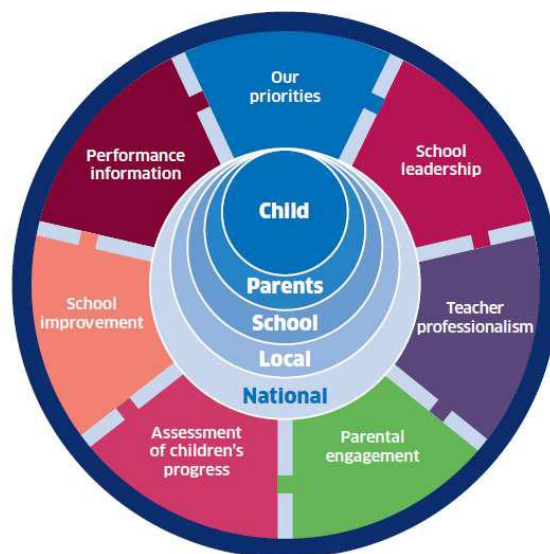 Our
priorities
School
leadership
Teacher
professionalism
Parental
engagement
Assessment
of children's
progress
School
improvement
Performance
information
Child
Parents
School
Local
National